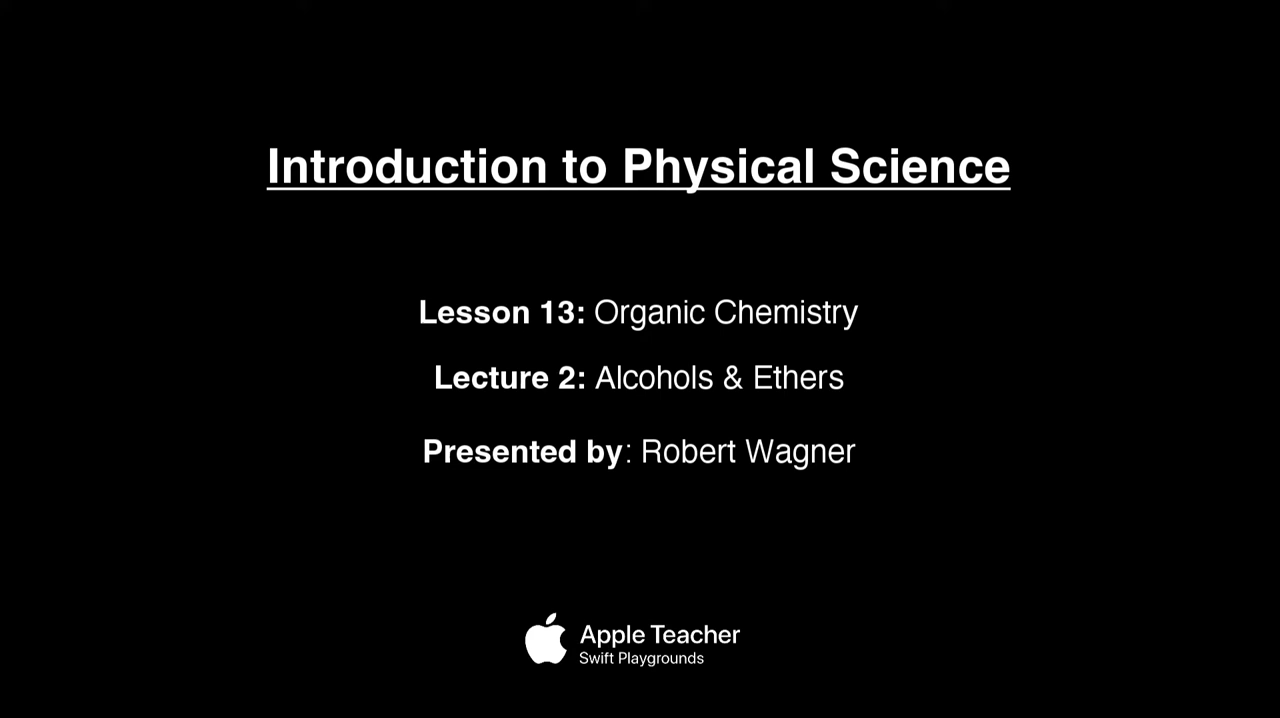 Introduction to Physical Science
Lesson 13: Organic Chemistry
Lecture 2: Alcohols & Ethers
Presented by: Robert Wagner
Apple Teacher
Swift Playgrounds